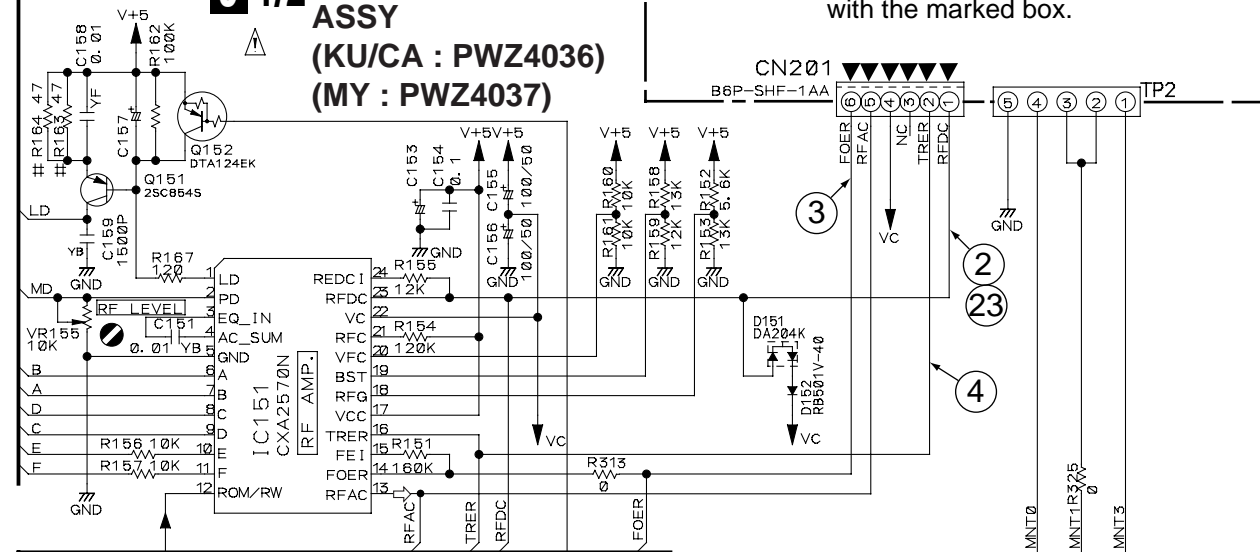 1/2
ASSY
(KU/CA : PWZ4036)
(MY : PWZ4037)
with the marked box.
C158
0.01
YF
V+5
R162
100K
# R164 47
# R163 47
C157
Q152
DTA124EK
Q151
2SC854S
LD
C159
1500P
YB
GND
R167
120
MD
RF LEVEL
VR155
10K
C151
0.01
YB
B
A
D
C
E
F
R156 10K
R157 10K
GND
IC151
CXA2570N
RF AMP.
1 LD
2 PD
3 EQ_IN
4 AC_SUM
5 GND
6 A
7 B
8 C
9 D
10 E
11 F
12 ROM/RW
24 REDCI
23 RFDC
22 VC
21 RFC
20 VFC
19 BST
18 RFG
17 VCC
16 TRER
15 FEI
14 FOER
13 RFAC
R155
12K
R154
120K
R151
160K
C153
C154
0.1
GND
V+5
V+5
C155
100/50
C156
100/50
GND
VC
V+5
R160
10K
R161
10K
GND
V+5
R158
13K
R159
12K
GND
V+5
R152
5.6K
R153
13K
GND
R313
0
RFAC
TRER
RFDC
FOER
CN201
B6P-SHF-1AA
6 5 4 3 2 1
FOER
RFAC
NC
TRER
RFDC
VC
3
2
23
4
D151
DA204K
D152
RB501V-40
VC
TP2
5 4 3 2 1
GND
R325
0
MNT0
MNT1
MNT3